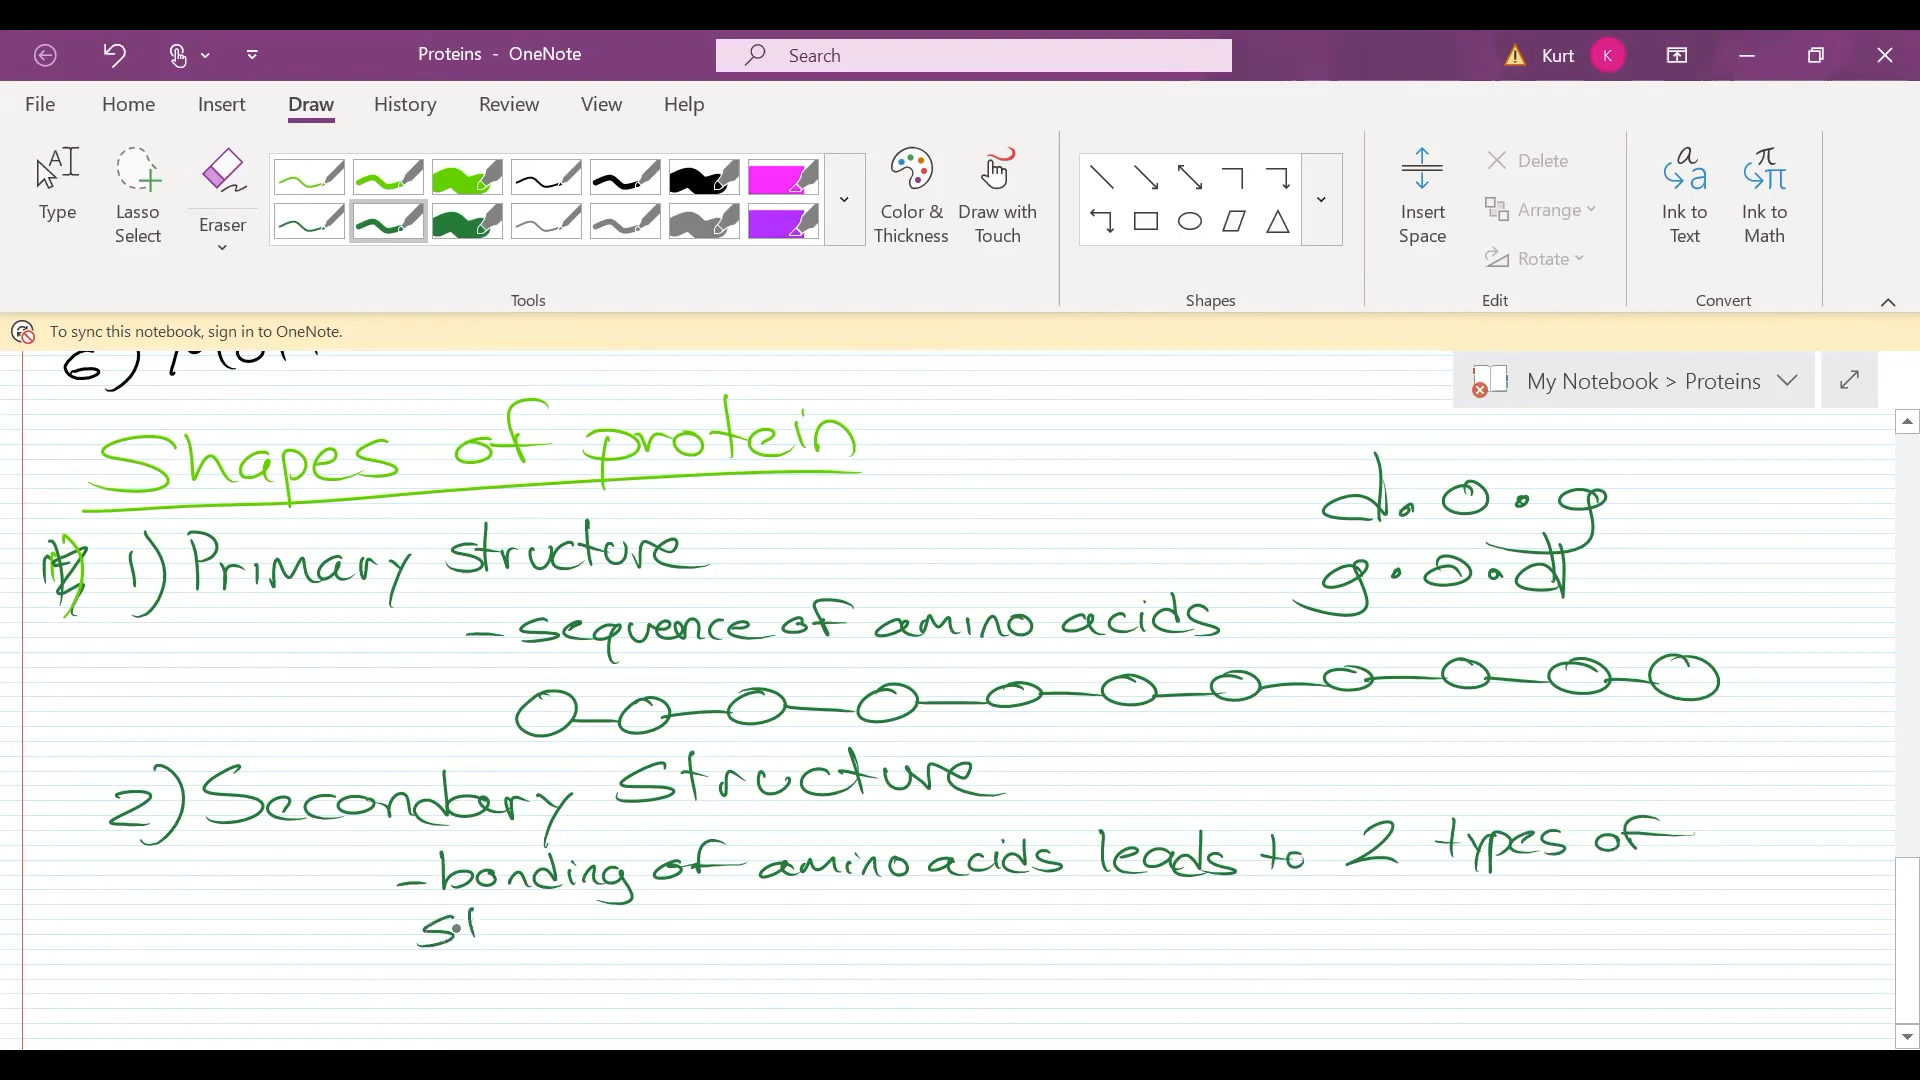 Proteins - OneNote
Search
Kurt
K
File Home Insert Draw History Review View Help
Type
Lasso Select
Eraser
Color & Thickness
Draw with Touch
Insert Space
Delete
Arrange
Rotate
Ink to Text
Ink to Math
Tools
Shapes
Edit
Convert
To sync this notebook, sign in to OneNote.
My Notebook > Proteins
6)
Shapes of protein
d.o.g
1) Primary structure
g.o.d
- sequence of amino acids
2) Secondary structure
- bonding of amino acids leads to 2 types of